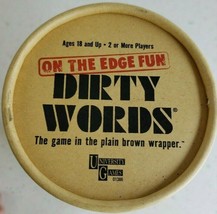 Ages 18 and Up • 2 or More Players
ON THE EDGE FUN
DIRTY
WORDS®
The game in the plain brown wrapper.™
UNIVERSITY
GAMES